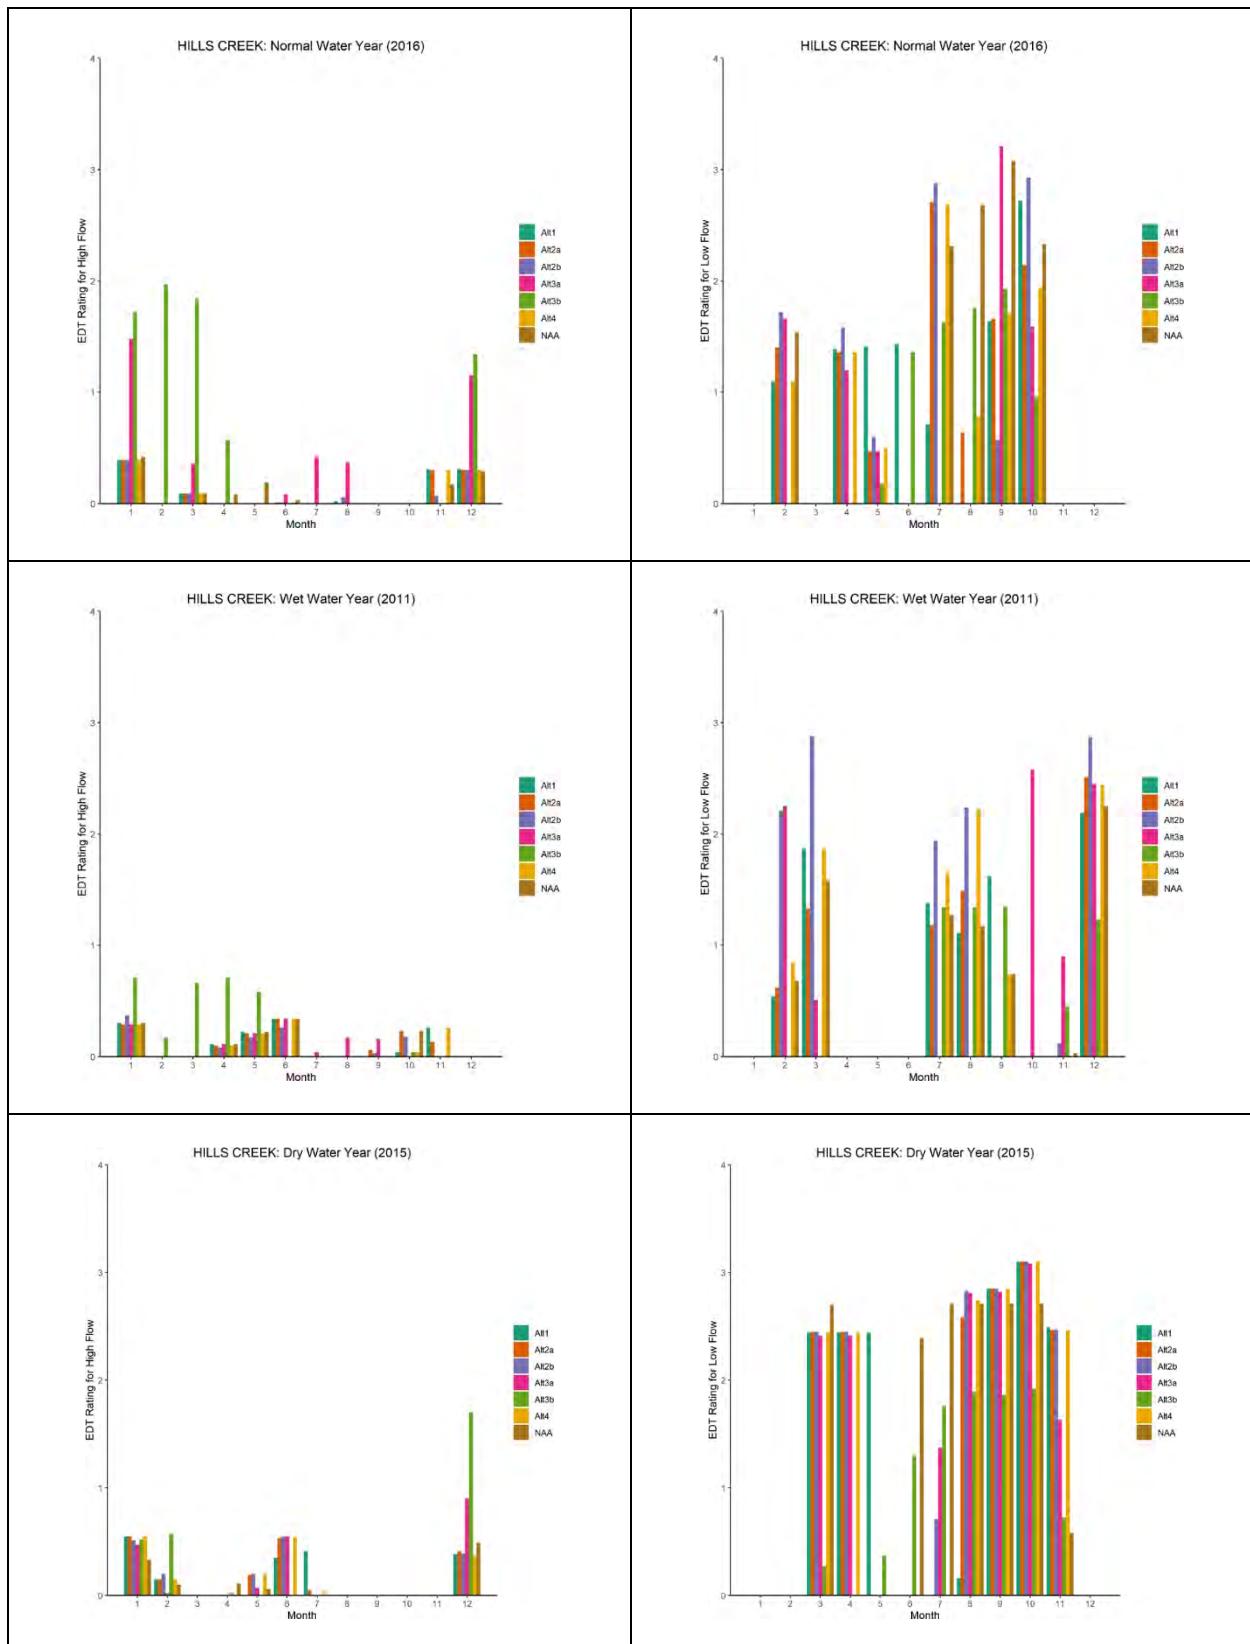 HILLS CREEK: Normal Water Year (2016)
4
3
2
1
0
EDT Rating for High Flow
1 2 3 4 5 6 7 8 9 10 11 12
Month
Alt1
Alt2a
Alt2b
Alt3a
Alt3b
Alt4
NAA
HILLS CREEK: Normal Water Year (2016)
4
3
2
1
0
EDT Rating for Low Flow
1 2 3 4 5 6 7 8 9 10 11 12
Month
Alt1
Alt2a
Alt2b
Alt3a
Alt3b
Alt4
NAA
HILLS CREEK: Wet Water Year (2011)
4
3
2
1
0
EDT Rating for High Flow
1 2 3 4 5 6 7 8 9 10 11 12
Month
Alt1
Alt2a
Alt2b
Alt3a
Alt3b
Alt4
NAA
HILLS CREEK: Wet Water Year (2011)
4
3
2
1
0
EDT Rating for Low Flow
1 2 3 4 5 6 7 8 9 10 11 12
Month
Alt1
Alt2a
Alt2b
Alt3a
Alt3b
Alt4
NAA
HILLS CREEK: Dry Water Year (2015)
4
3
2
1
0
EDT Rating for High Flow
1 2 3 4 5 6 7 8 9 10 11 12
Month
Alt1
Alt2a
Alt2b
Alt3a
Alt3b
Alt4
NAA
HILLS CREEK: Dry Water Year (2015)
4
3
2
1
0
EDT Rating for Low Flow
1 2 3 4 5 6 7 8 9 10 11 12
Month
Alt1
Alt2a
Alt2b
Alt3a
Alt3b
Alt4
NAA